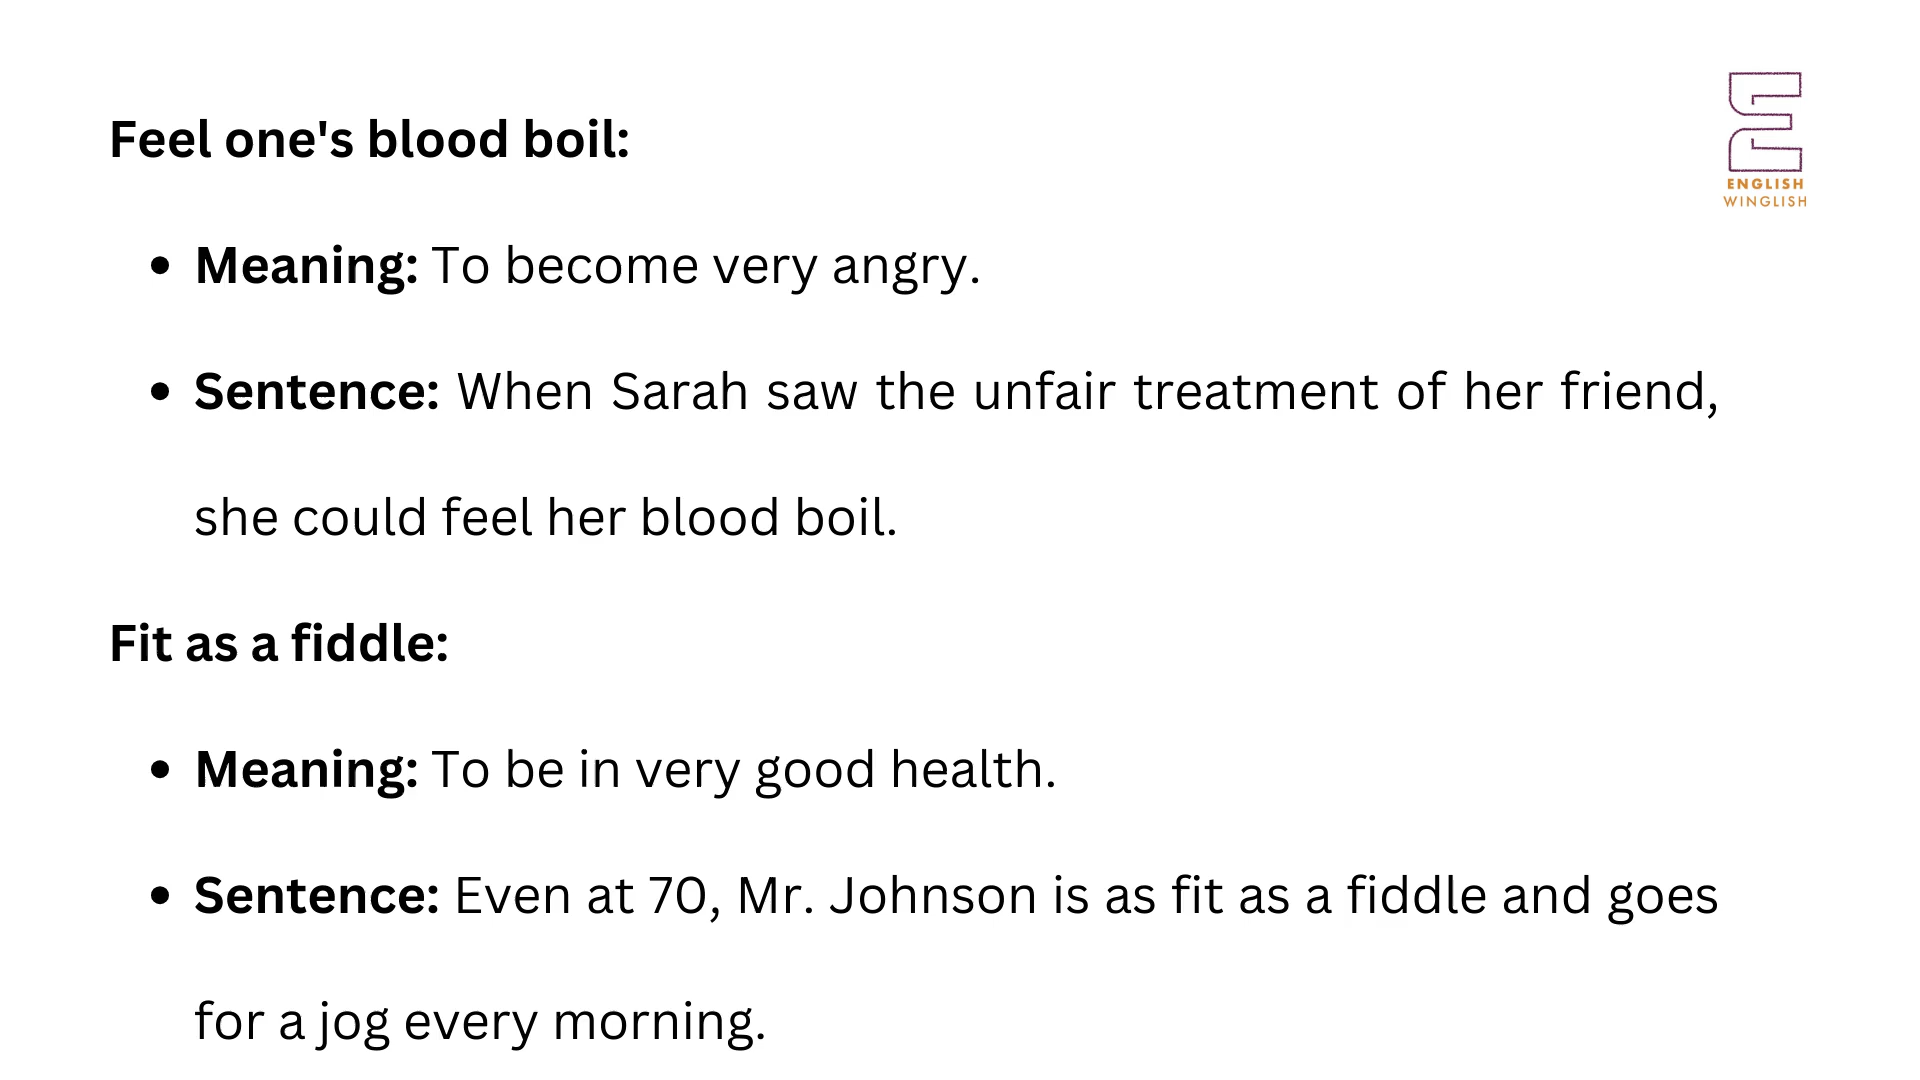 Feel one's blood boil:
ENGLISH
WINGLISH
• Meaning: To become very angry.
• Sentence: When Sarah saw the unfair treatment of her friend,
she could feel her blood boil.
Fit as a fiddle:
• Meaning: To be in very good health.
• Sentence: Even at 70, Mr. Johnson is as fit as a fiddle and goes
for a jog every morning.